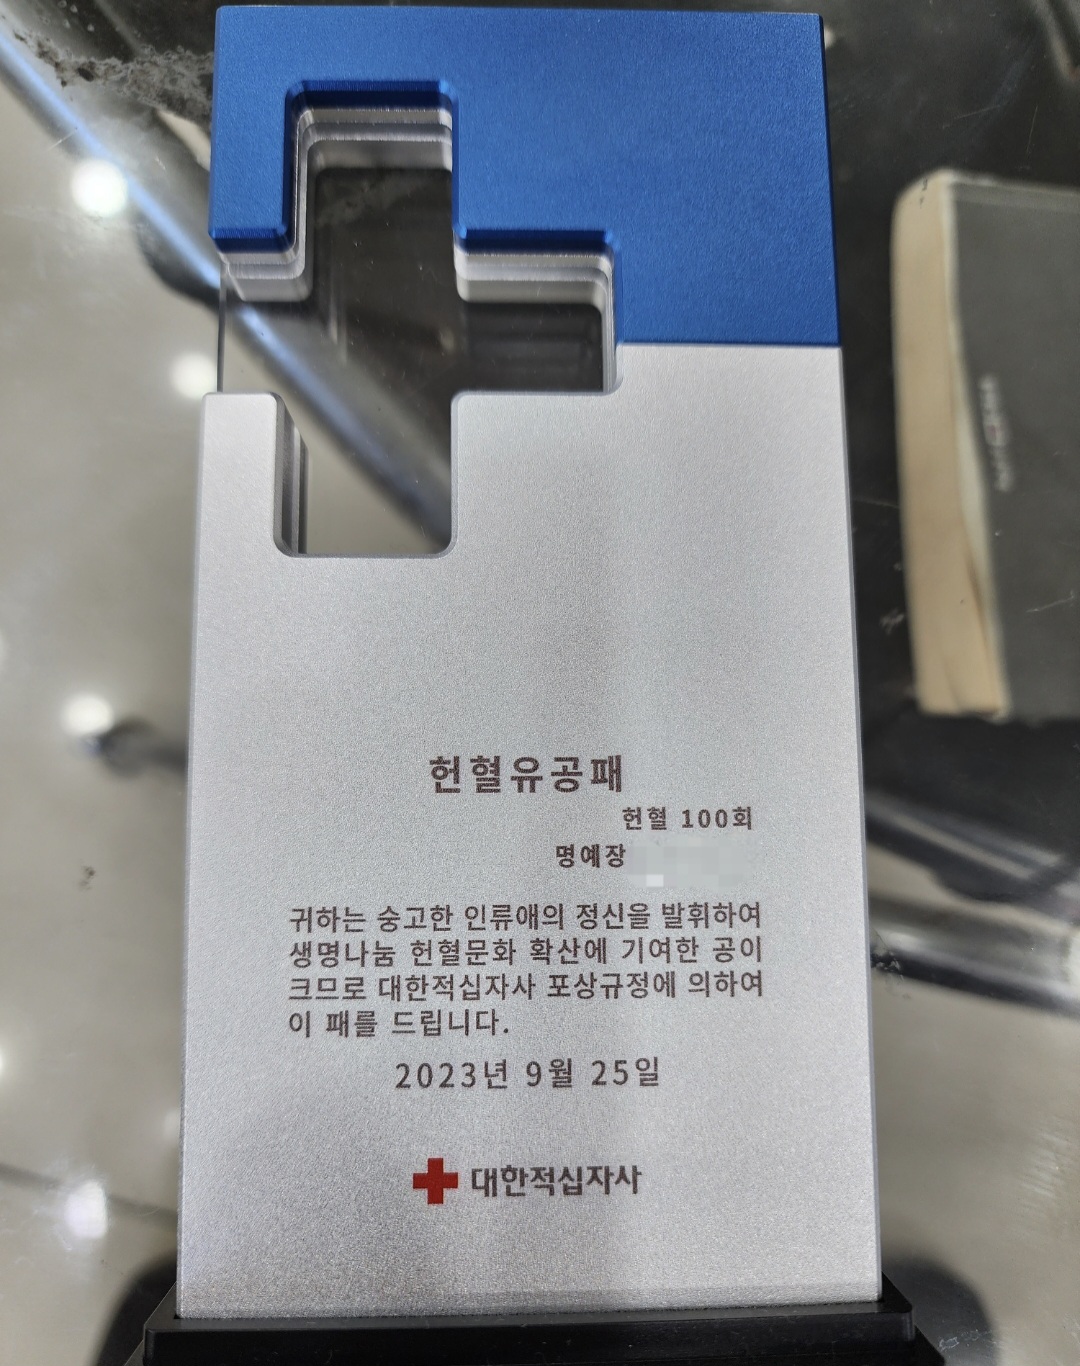 헌혈유공패
헌혈 100회
명예장
귀하는 숭고한 인류애의 정신을 발휘하여
생명나눔 헌혈문화 확산에 기여한 공이
크므로 대한적십자사 포상규정에 의하여
이 패를 드립니다.
2023년 9월 25일
대한적십자사